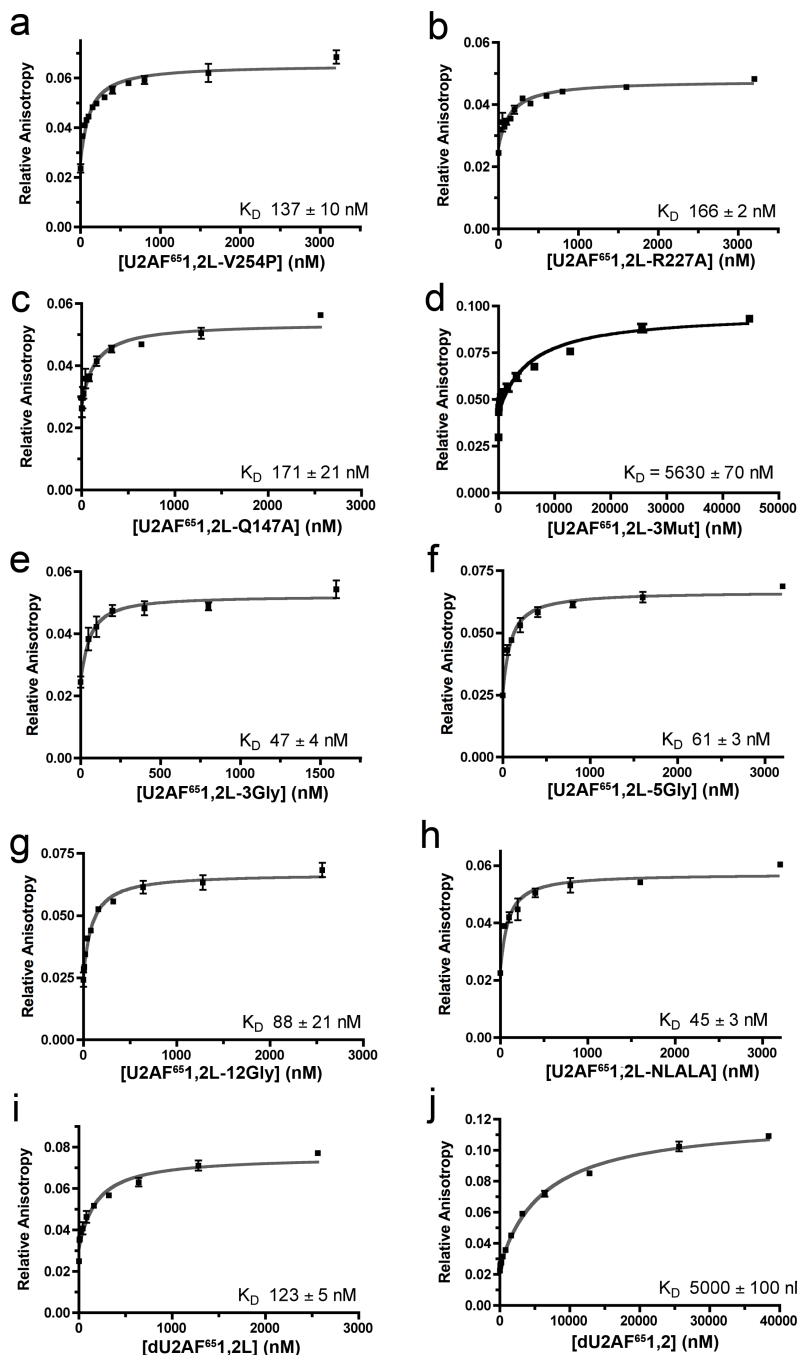 a
0.06
0.04
0.02
0.00
Relative Anisotropy
K_D 137 ± 10 nM
0 1000 2000 3000
[U2AF⁶⁵1,2L-V254P] (nM)
b
0.06
0.04
0.02
0.00
Relative Anisotropy
K_D 166 ± 2 nM
0 1000 2000 3000
[U2AF⁶⁵1,2L-R227A] (nM)
c
0.06
0.04
0.02
0.00
Relative Anisotropy
K_D 171 ± 21 nM
0 1000 2000 3000
[U2AF⁶⁵1,2L-Q147A] (nM)
d
0.100
0.075
0.050
0.025
0.000
Relative Anisotropy
K_D = 5630 ± 70 nM
0 10000 20000 30000 40000 50000
[U2AF⁶⁵1,2L-3Mut] (nM)
e
0.06
0.04
0.02
0.00
Relative Anisotropy
K_D 47 ± 4 nM
0 500 1000 1500
[U2AF⁶⁵1,2L-3Gly] (nM)
f
0.075
0.050
0.025
0.000
Relative Anisotropy
K_D 61 ± 3 nM
0 1000 2000 3000
[U2AF⁶⁵1,2L-5Gly] (nM)
g
0.075
0.050
0.025
0.000
Relative Anisotropy
K_D 88 ± 21 nM
0 1000 2000 3000
[U2AF⁶⁵1,2L-12Gly] (nM)
h
0.06
0.04
0.02
0.00
Relative Anisotropy
K_D 45 ± 3 nM
0 1000 2000 3000
[U2AF⁶⁵1;2L-NLALA] (nM)
i
0.08
0.06
0.04
0.02
0.00
Relative Anisotropy
K_D 123 ± 5 nM
0 1000 2000 3000
[dU2AF⁶⁵1,2L] (nM)
j
0.12
0.10
0.08
0.06
0.04
0.02
0.00
Relative Anisotropy
K_D 5000 ± 100 n
0 10000 20000 30000 40000
[dU2AF⁶⁵1,2] (nM)